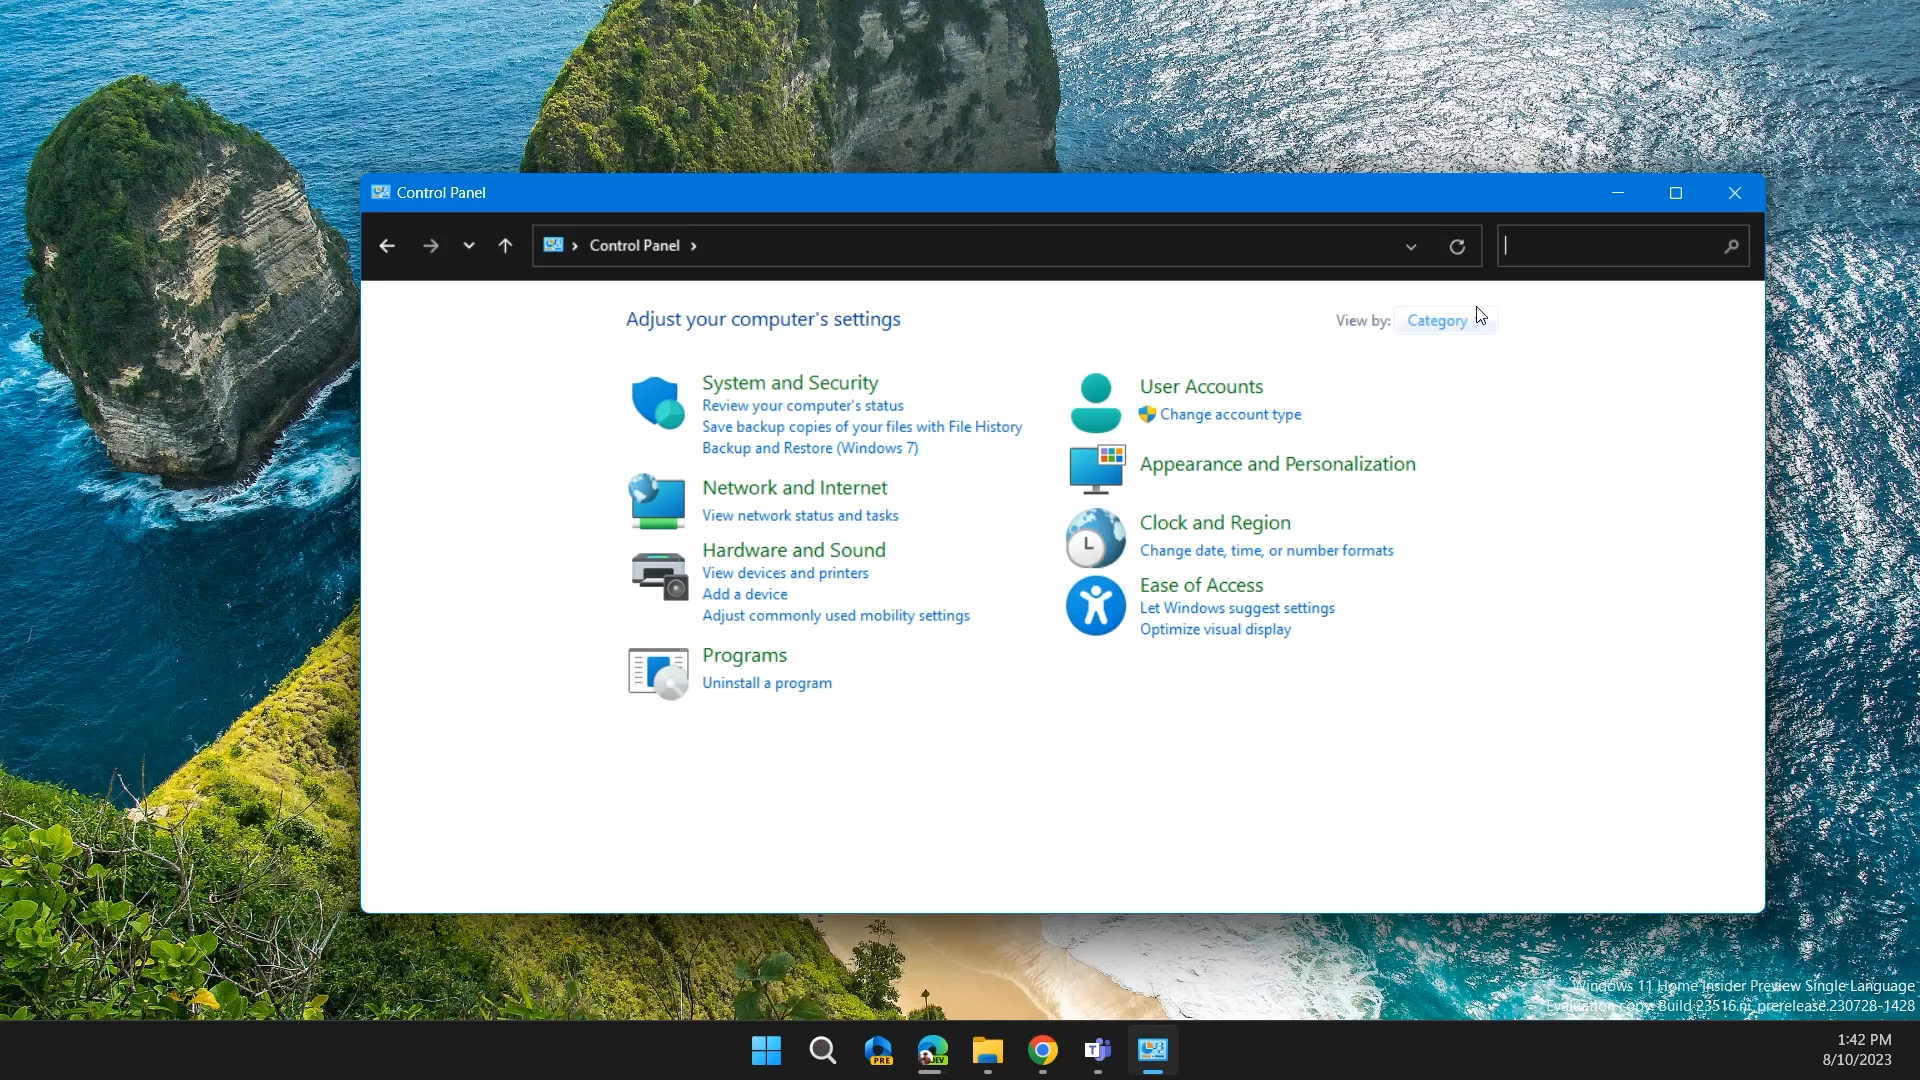 Control Panel
Control Panel
Adjust your computer's settings
View by: Category
System and Security
Review your computer's status
Save backup copies of your files with File History
Backup and Restore (Windows 7)
Network and Internet
View network status and tasks
Hardware and Sound
View devices and printers
Add a device
Adjust commonly used mobility settings
Programs
Uninstall a program
User Accounts
Change account type
Appearance and Personalization
Clock and Region
Change date, time, or number formats
Ease of Access
Let Windows suggest settings
Optimize visual display
Windows 11 Home Insider Preview Single Language
Evaluation copy. Build 23516.ni_prerelease.230728-1428
PRE
DEV
1:42 PM
8/10/2023